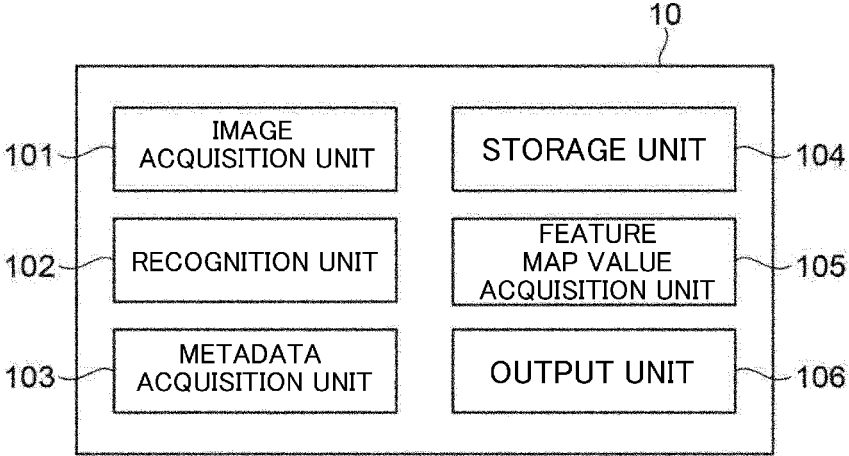 10
101
IMAGE
ACQUISITION UNIT
STORAGE UNIT
104
102
RECOGNITION UNIT
FEATURE
MAP VALUE
ACQUISITION UNIT
105
103
METADATA
ACQUISITION UNIT
OUTPUT UNIT
106